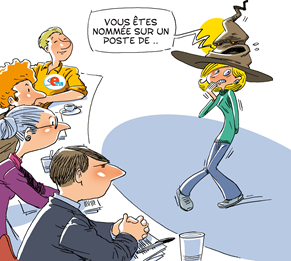 VOUS ÊTES
NOMMÉE SUR UN
POSTE DE ..